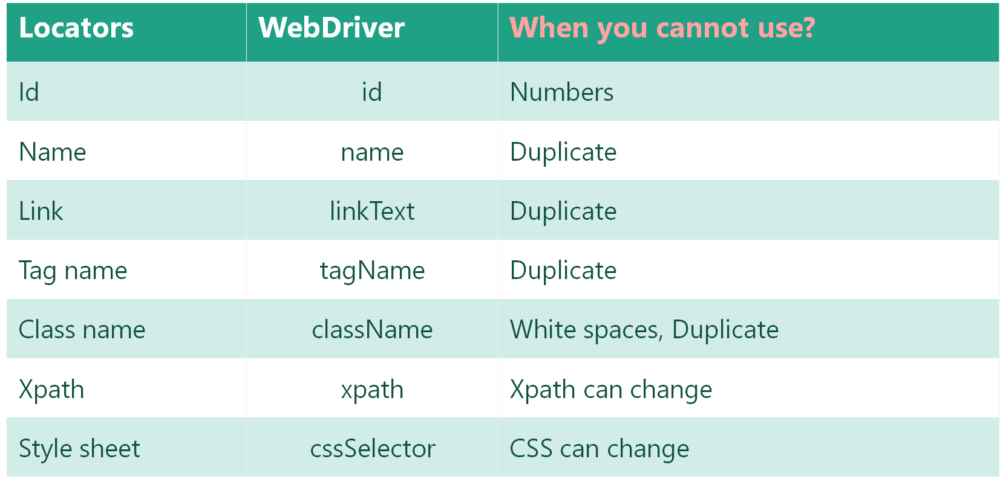 Locators WebDriver When you cannot use?
Id id Numbers
Name name Duplicate
Link linkText Duplicate
Tag name tagName Duplicate
Class name className White spaces, Duplicate
Xpath xpath Xpath can change
Style sheet cssSelector CSS can change